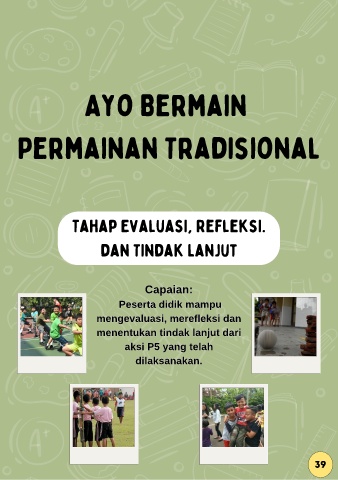 AYO BERMAIN
PERMAINAN TRADISIONAL
TAHAP EVALUASI, REFLEKSI.
DAN TINDAK LANJUT
Capaian:
Peserta didik mampu
mengevaluasi, merefleksi dan
menentukan tindak lanjut dari
aksi P5 yang telah
dilaksanakan.
39